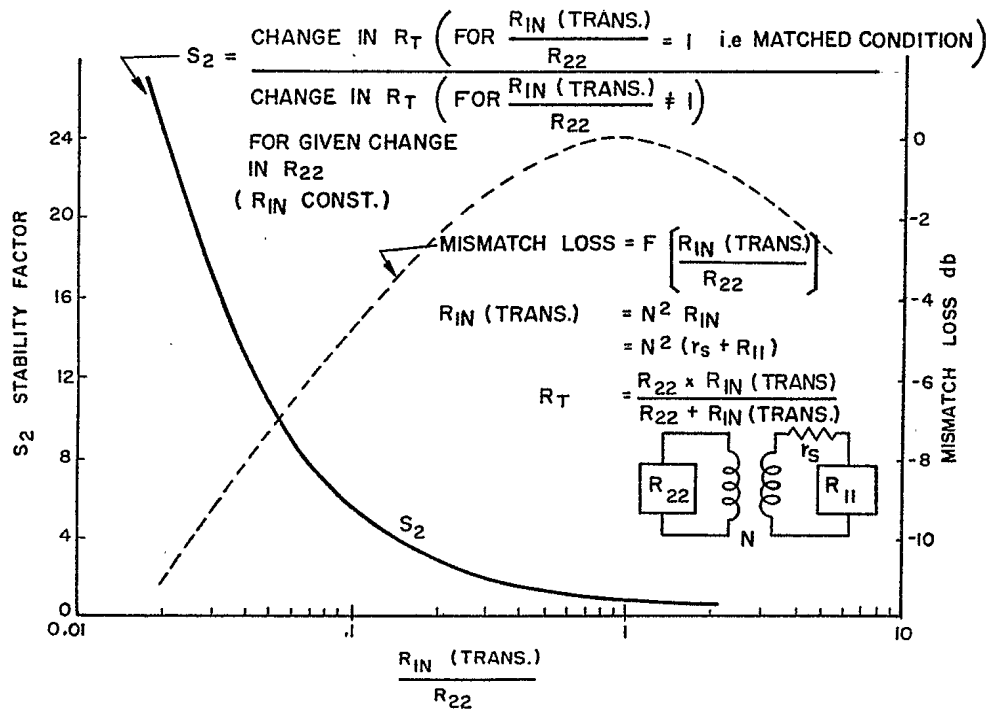 S2 = CHANGE IN RT (FOR RIN (TRANS.) / R22 = 1 i.e MATCHED CONDITION)
CHANGE IN RT (FOR RIN (TRANS.) / R22 ≠ 1)
FOR GIVEN CHANGE
IN R22
(RIN CONST.)
MISMATCH LOSS = F [RIN (TRANS.) / R22]
RIN (TRANS.) = N² RIN
= N² (rs + R11)
RT = R22 x RIN (TRANS) / R22 + RIN (TRANS.)
R22
N
rs
R11
S2
S2 STABILITY FACTOR
24
20
16
12
8
4
0
0.01
.1
1
10
RIN (TRANS.)
R22
0
-2
-4
-6
-8
-10
MISMATCH LOSS db